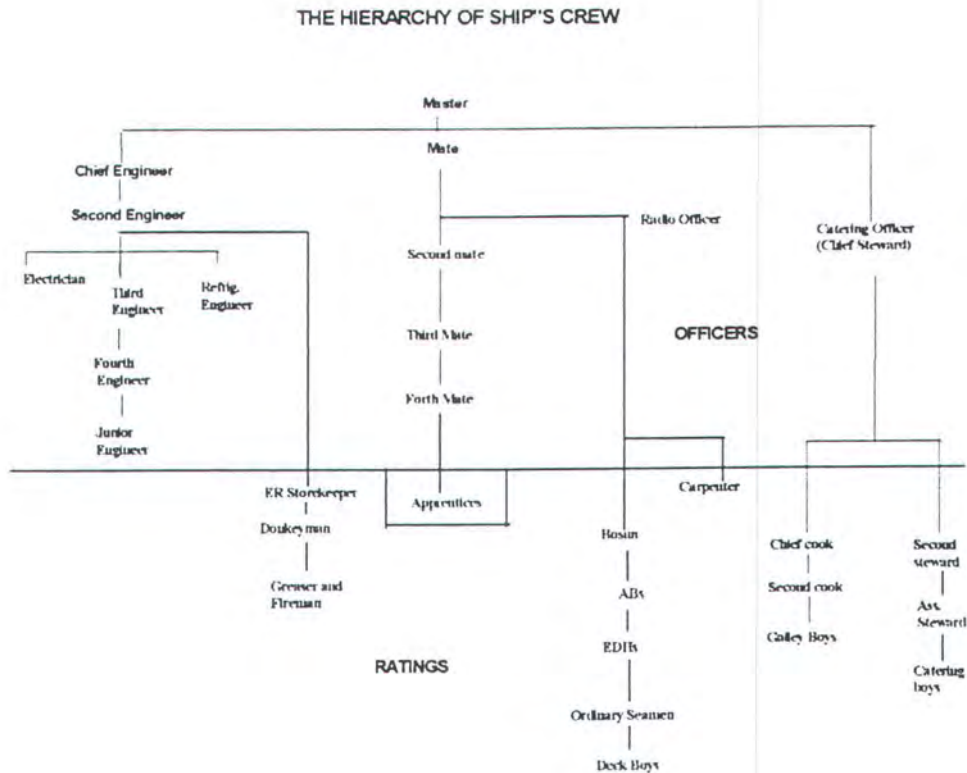 THE HIERARCHY OF SHIP"S CREW
Master
Mate
Chief Engineer
Second Engineer
Radio Officer
Catering Officer
(Chief Steward)
Second mate
Electrician
Third
Engineer
Refrig.
Engineer
Third Mate
OFFICERS
Fourth
Engineer
Forth Mate
Junior
Engineer
ER Storekeeper
Apprentices
Carpenter
Donkeyman
Bosun
Chief cook
Second
steward
Greaser and
Fireman
ABs
Second cook
Ass.
Steward
EDHs
Galley Boys
RATINGS
Catering
boys
Ordinary Seamen
Deck Boys